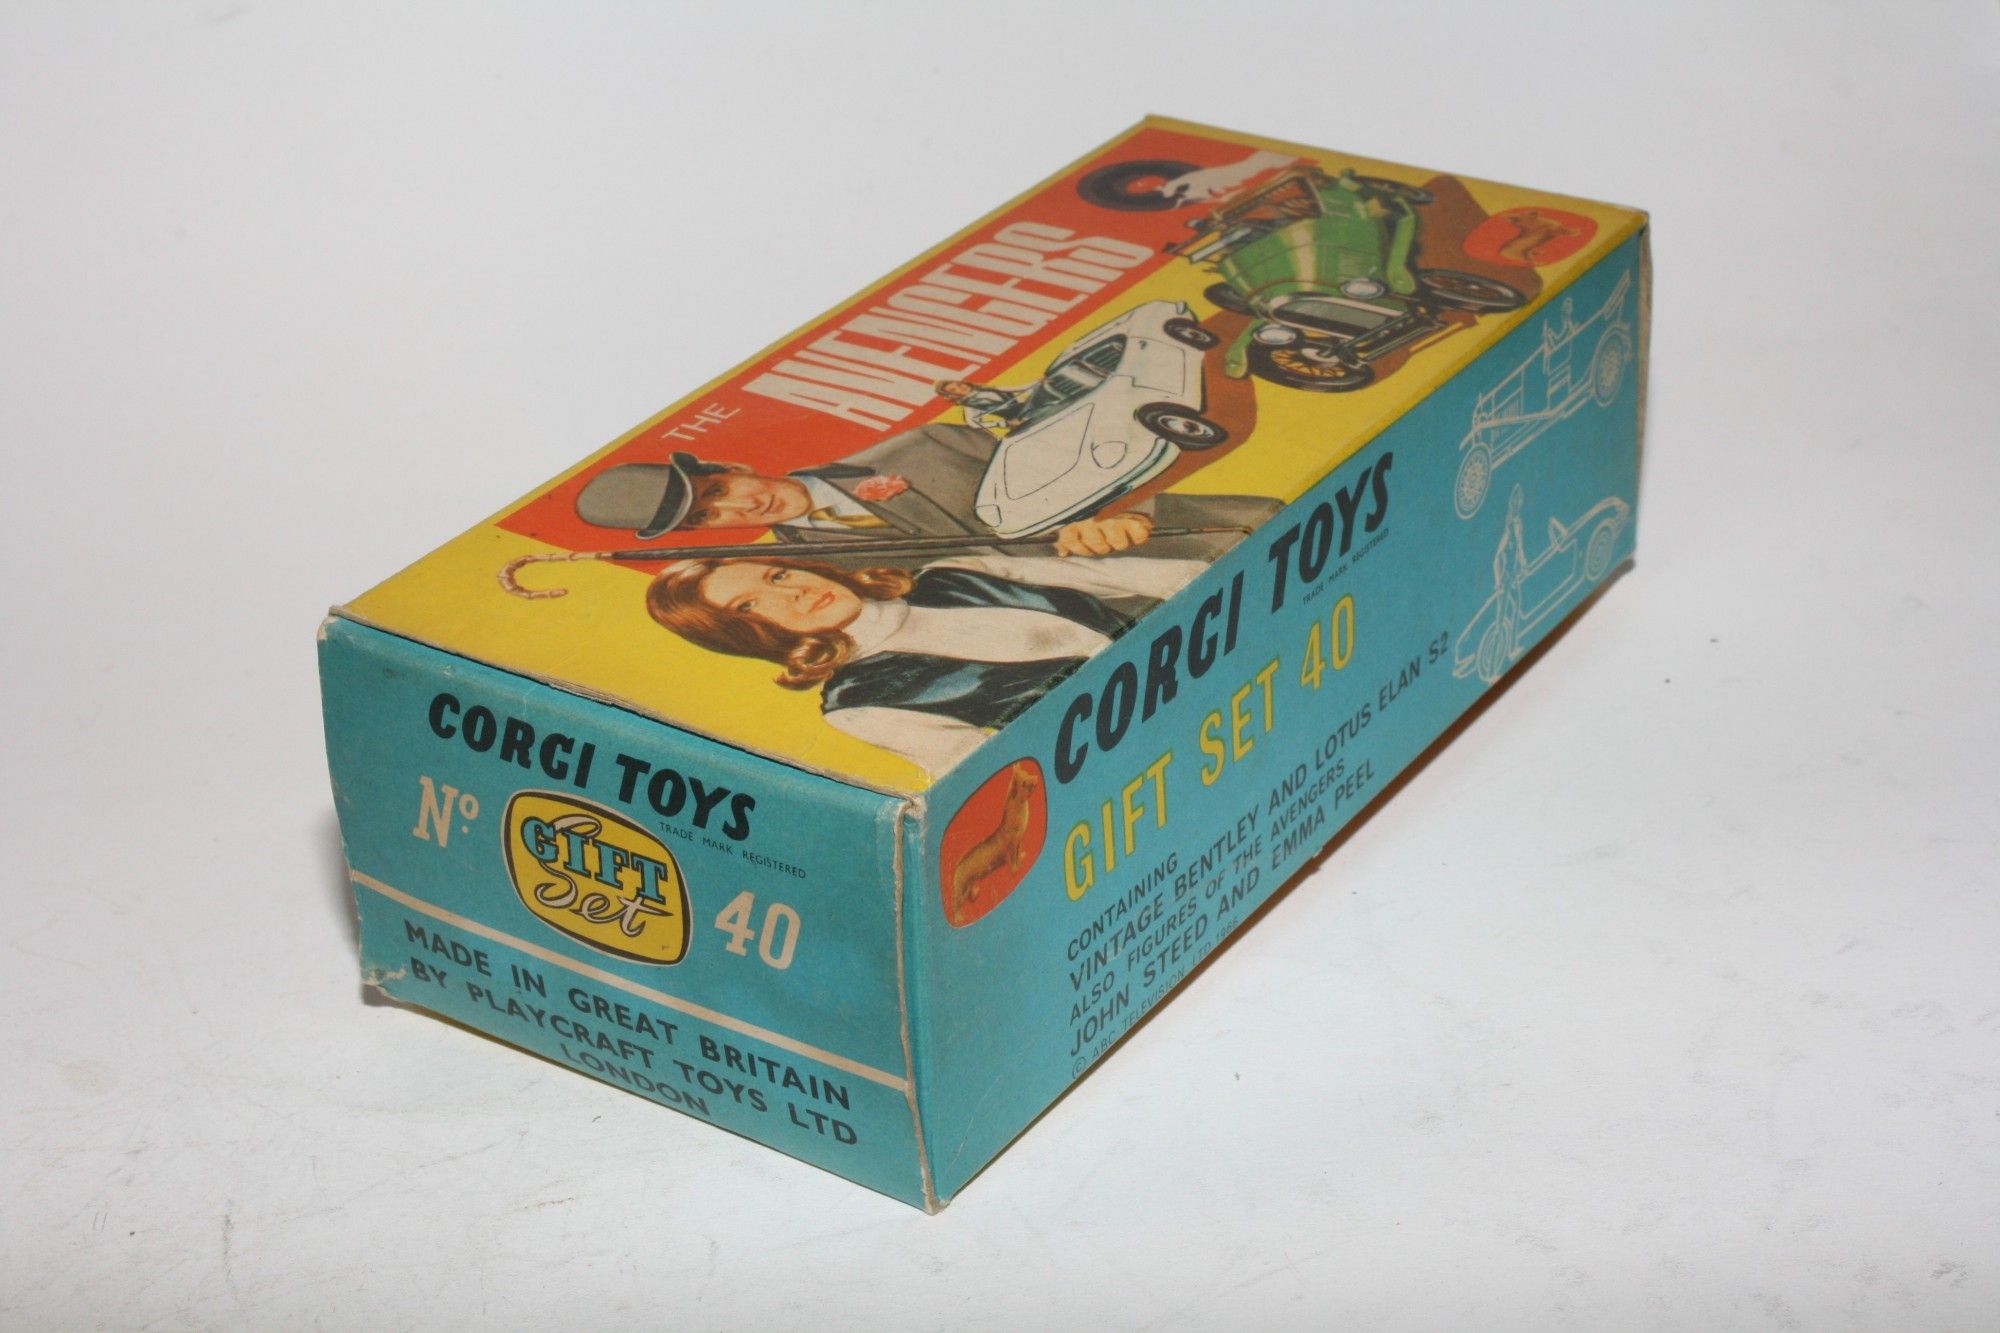 THE
AVENGERS
CORGI TOYS
TRADE MARK REGISTERED
No.
GIFT
Set
40
MADE IN GREAT BRITAIN
BY PLAYCRAFT TOYS LTD
LONDON
CORGI TOYS
TRADE MARK REGISTERED
GIFT SET 40
CONTAINING
VINTAGE BENTLEY AND LOTUS ELAN S2
ALSO FIGURES OF THE AVENGERS
JOHN STEED AND EMMA PEEL
© ABC TELEVISION LTD 1966